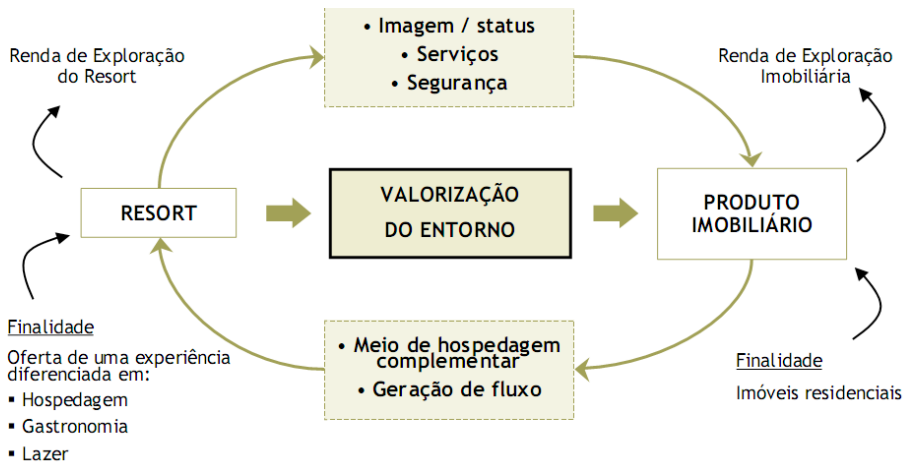 • Imagem / status
• Serviços
• Segurança
Renda de Exploração
do Resort
Renda de Exploração
Imobiliária
RESORT
VALORIZAÇÃO
DO ENTORNO
PRODUTO
IMOBILIÁRIO
• Meio de hospedagem
complementar
• Geração de fluxo
Finalidade
Oferta de uma experiência
diferenciada em:
▪ Hospedagem
▪ Gastronomia
▪ Lazer
Finalidade
Imóveis residenciais